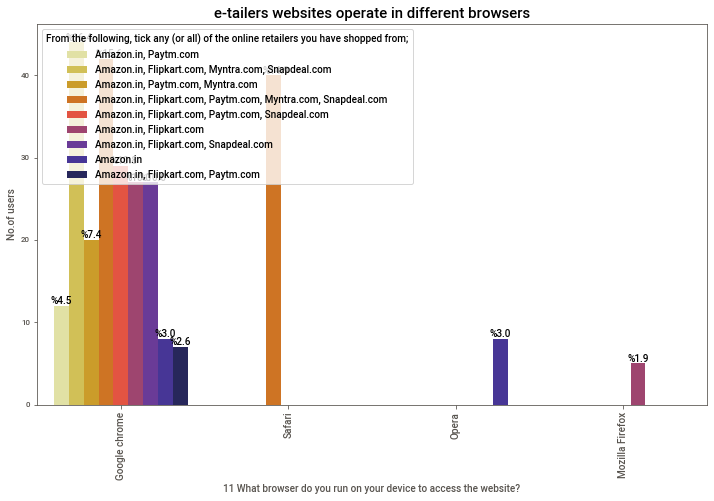 e-tailers websites operate in different browsers
From the following, tick any (or all) of the online retailers you have shopped from;
Amazon.in, Paytm.com
Amazon.in, Flipkart.com, Myntra.com, Snapdeal.com
Amazon.in, Paytm.com, Myntra.com
Amazon.in, Flipkart.com, Paytm.com, Myntra.com, Snapdeal.com
Amazon.in, Flipkart.com, Paytm.com, Snapdeal.com
Amazon.in, Flipkart.com
Amazon.in, Flipkart.com, Snapdeal.com
Amazon.in
Amazon.in, Flipkart.com, Paytm.com
No.of users
40
30
20
10
0
%4.5
%7.4
%3.0
%2.6
%3.0
%1.9
Google chrome
Safari
Opera
Mozilla Firefox
11 What browser do you run on your device to access the website?